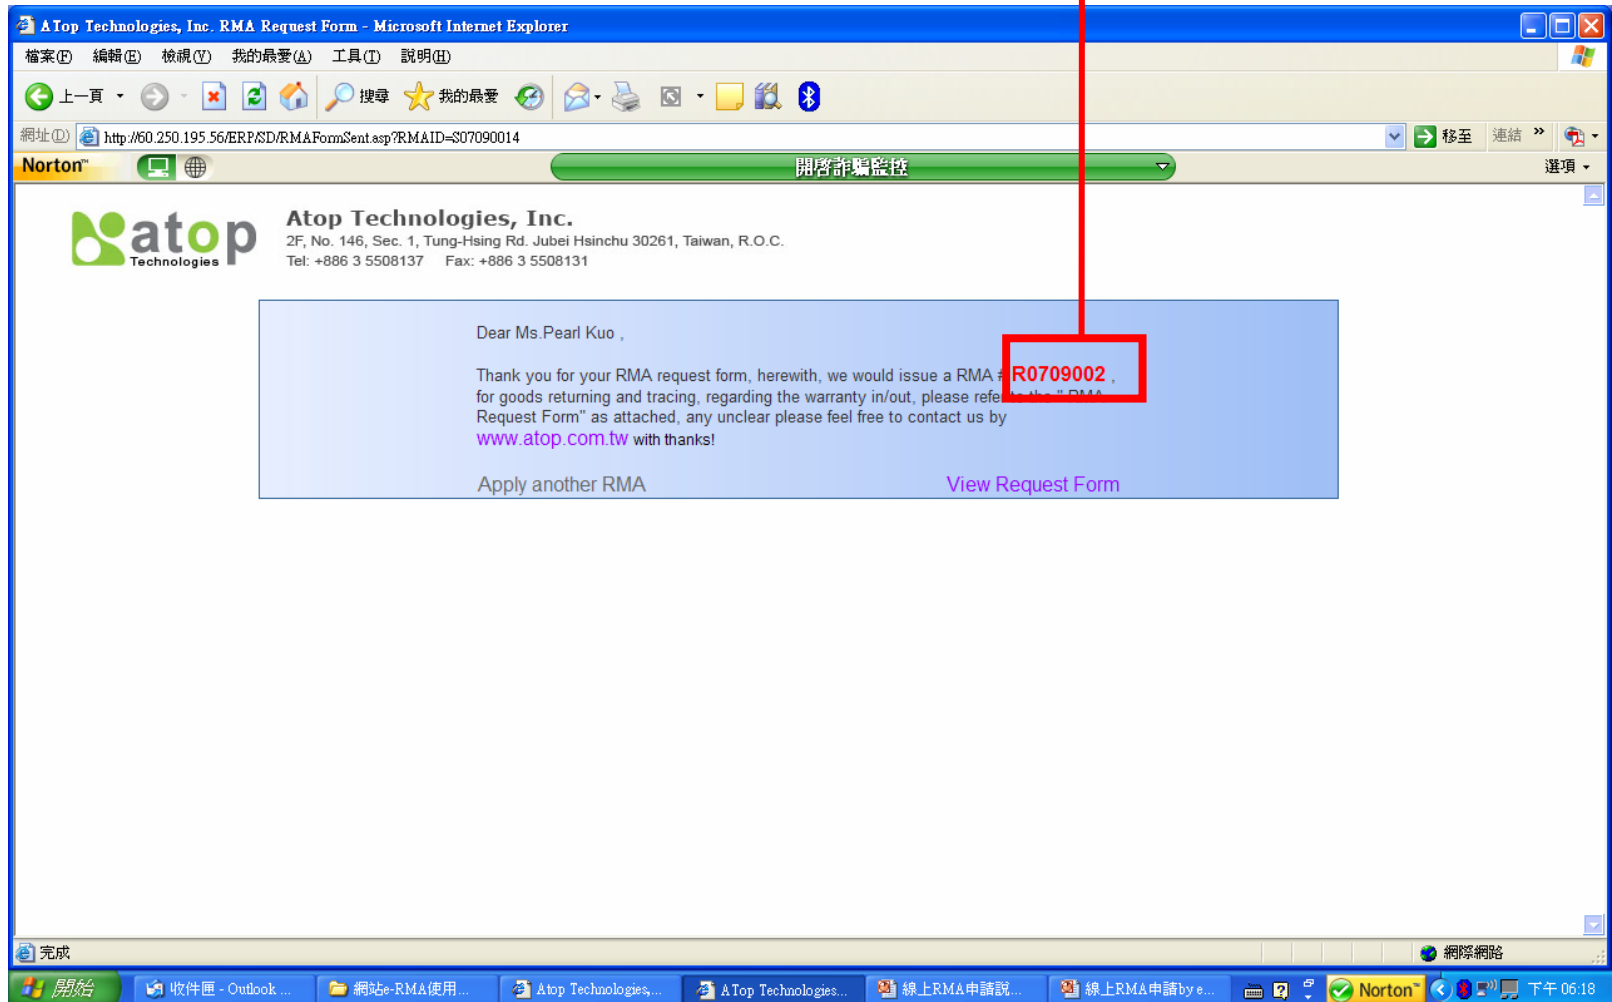 ATop Technologies, Inc. RMA Request Form - Microsoft Internet Explorer
檔案(F) 編輯(E) 檢視(V) 我的最愛(A) 工具(T) 說明(H)
上一頁 搜尋 我的最愛
網址(D) http://60.250.195.56/ERP/SD/RMAFormSent.asp?RMAID=S07090014 移至 連結 »
Norton™ 開啓詐騙監控 選項
atop Technologies
Atop Technologies, Inc.
2F, No. 146, Sec. 1, Tung-Hsing Rd. Jubei Hsinchu 30261, Taiwan, R.O.C.
Tel: +886 3 5508137 Fax: +886 3 5508131
Dear Ms.Pearl Kuo ,
Thank you for your RMA request form, herewith, we would issue a RMA # R0709002 ,
for goods returning and tracing, regarding the warranty in/out, please refer to the " RMA
Request Form" as attached, any unclear please feel free to contact us by
www.atop.com.tw with thanks!
Apply another RMA View Request Form
完成 網際網路
開始 收件匣 - Outlook ... 網站e-RMA使用... Atop Technologies,... ATop Technologies... 線上RMA申請說... 線上RMA申請by e... Norton™ 下午 06:18